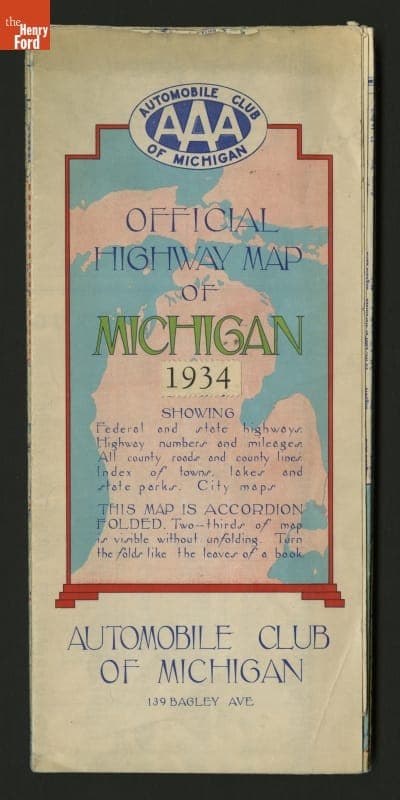 the
Henry
Ford
AUTOMOBILE CLUB
AAA
OF MICHIGAN
OFFICIAL
HIGHWAY MAP
OF
MICHIGAN
1934
SHOWING
Federal and state highways.
Highway numbers and mileages.
All county roads and county lines.
Index of towns, lakes and
state parks. City maps
THIS MAP IS ACCORDION
FOLDED. Two-thirds of map
is visible without unfolding. Turn
the folds like the leaves of a book
AUTOMOBILE CLUB
OF MICHIGAN
139 BAGLEY AVE